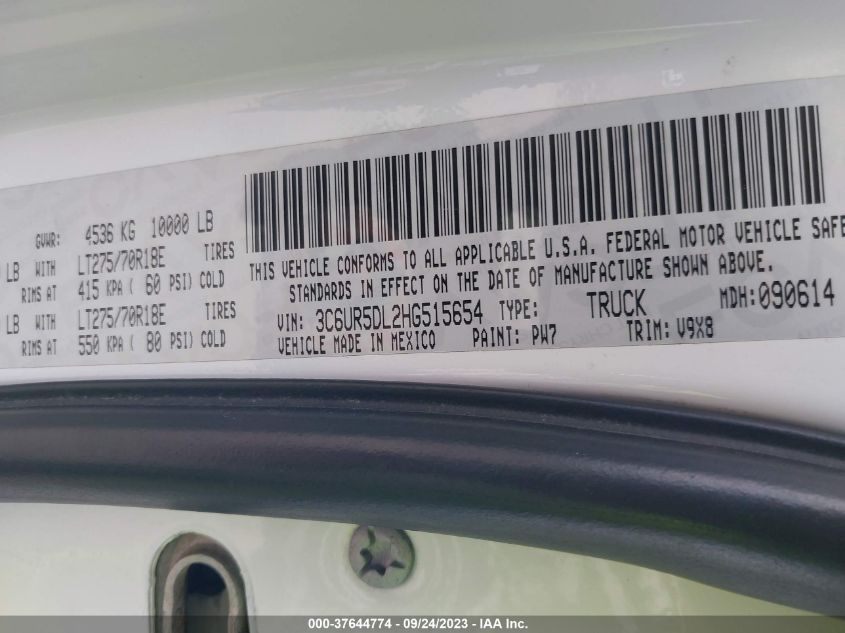 GVWR: 4536 KG 10000 LB
LB WITH LT275/70R18E TIRES
RIMS AT 415 KPA ( 60 PSI) COLD
LB WITH LT275/70R18E TIRES
RIMS AT 550 KPA ( 80 PSI) COLD
THIS VEHICLE CONFORMS TO ALL APPLICABLE U.S.A. FEDERAL MOTOR VEHICLE SAFE
STANDARDS IN EFFECT ON THE DATE OF MANUFACTURE SHOWN ABOVE.
VIN: 3C6UR5DL2HG515654 TYPE: TRUCK MDH:090614
VEHICLE MADE IN MEXICO PAINT: PW7 TRIM: V9X8
000-37644774 - 09/24/2023 - IAA Inc.